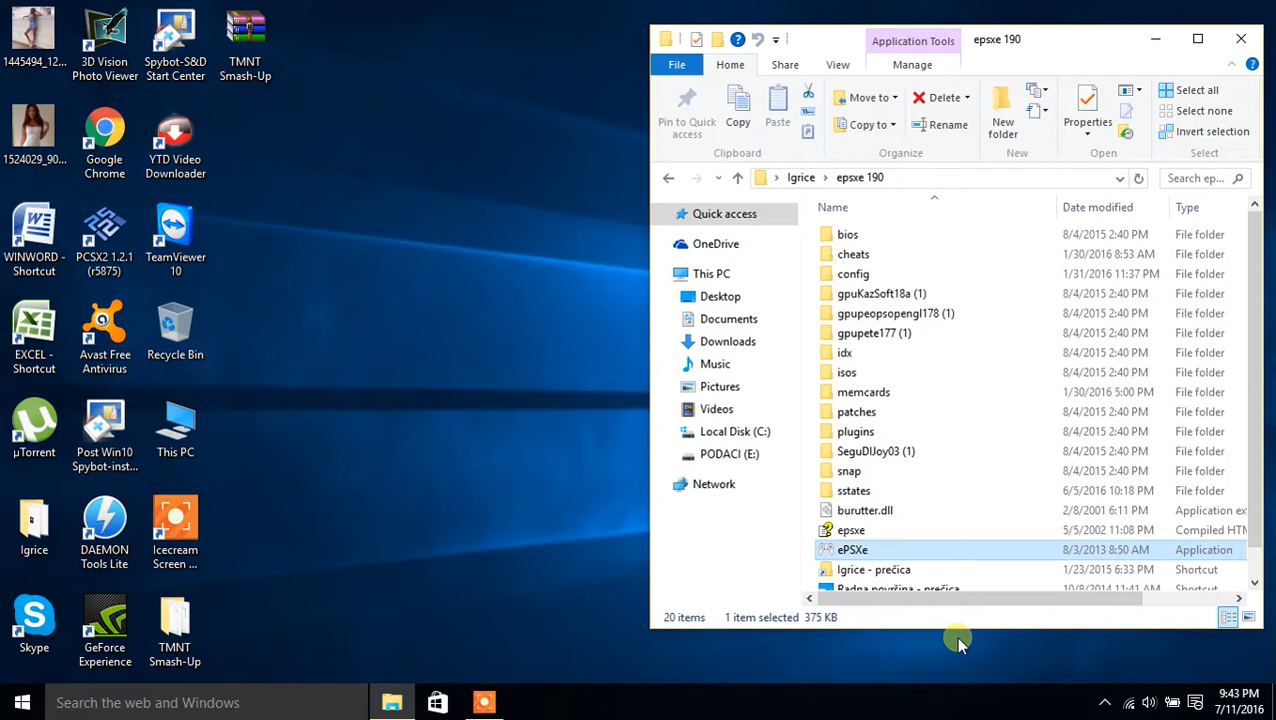 1445494_12...
3D Vision Photo Viewer
Spybot-S&D Start Center
TMNT Smash-Up
1524029_90...
Google Chrome
YTD Video Downloader
WINWORD - Shortcut
PCSX2 1.2.1 (r5875)
TeamViewer 10
EXCEL - Shortcut
Avast Free Antivirus
Recycle Bin
µTorrent
Post Win10 Spybot-inst...
This PC
Igrice
DAEMON Tools Lite
Icecream Screen ...
Skype
GeForce Experience
TMNT Smash-Up
Application Tools
epsxe 190
File
Home
Share
View
Manage
Pin to Quick access
Copy
Paste
Clipboard
Move to
Copy to
Delete
Rename
Organize
New folder
New
Properties
Open
Select all
Select none
Invert selection
Select
Igrice
epsxe 190
Search ep...
Quick access
OneDrive
This PC
Desktop
Documents
Downloads
Music
Pictures
Videos
Local Disk (C:)
PODACI (E:)
Network
Name Date modified Type
bios 8/4/2015 2:40 PM File folder
cheats 1/30/2016 8:53 AM File folder
config 1/31/2016 11:37 PM File folder
gpuKazSoft18a (1) 8/4/2015 2:40 PM File folder
gpupeopsopengl178 (1) 8/4/2015 2:40 PM File folder
gpupete177 (1) 8/4/2015 2:40 PM File folder
idx 8/4/2015 2:40 PM File folder
isos 8/4/2015 2:40 PM File folder
memcards 1/30/2016 5:00 PM File folder
patches 8/4/2015 2:40 PM File folder
plugins 8/4/2015 2:40 PM File folder
SeguDIJoy03 (1) 8/4/2015 2:40 PM File folder
snap 8/4/2015 2:40 PM File folder
sstates 6/5/2016 10:18 PM File folder
burutter.dll 2/8/2001 6:11 PM Application ex
epsxe 5/5/2002 11:08 PM Compiled HTM
ePSXe 8/3/2013 8:50 AM Application
Igrice - prečica 1/23/2015 6:33 PM Shortcut
Radna površina - prečica 10/8/2014 11:41 AM Shortcut
20 items 1 item selected 375 KB
Search the web and Windows
9:43 PM
7/11/2016